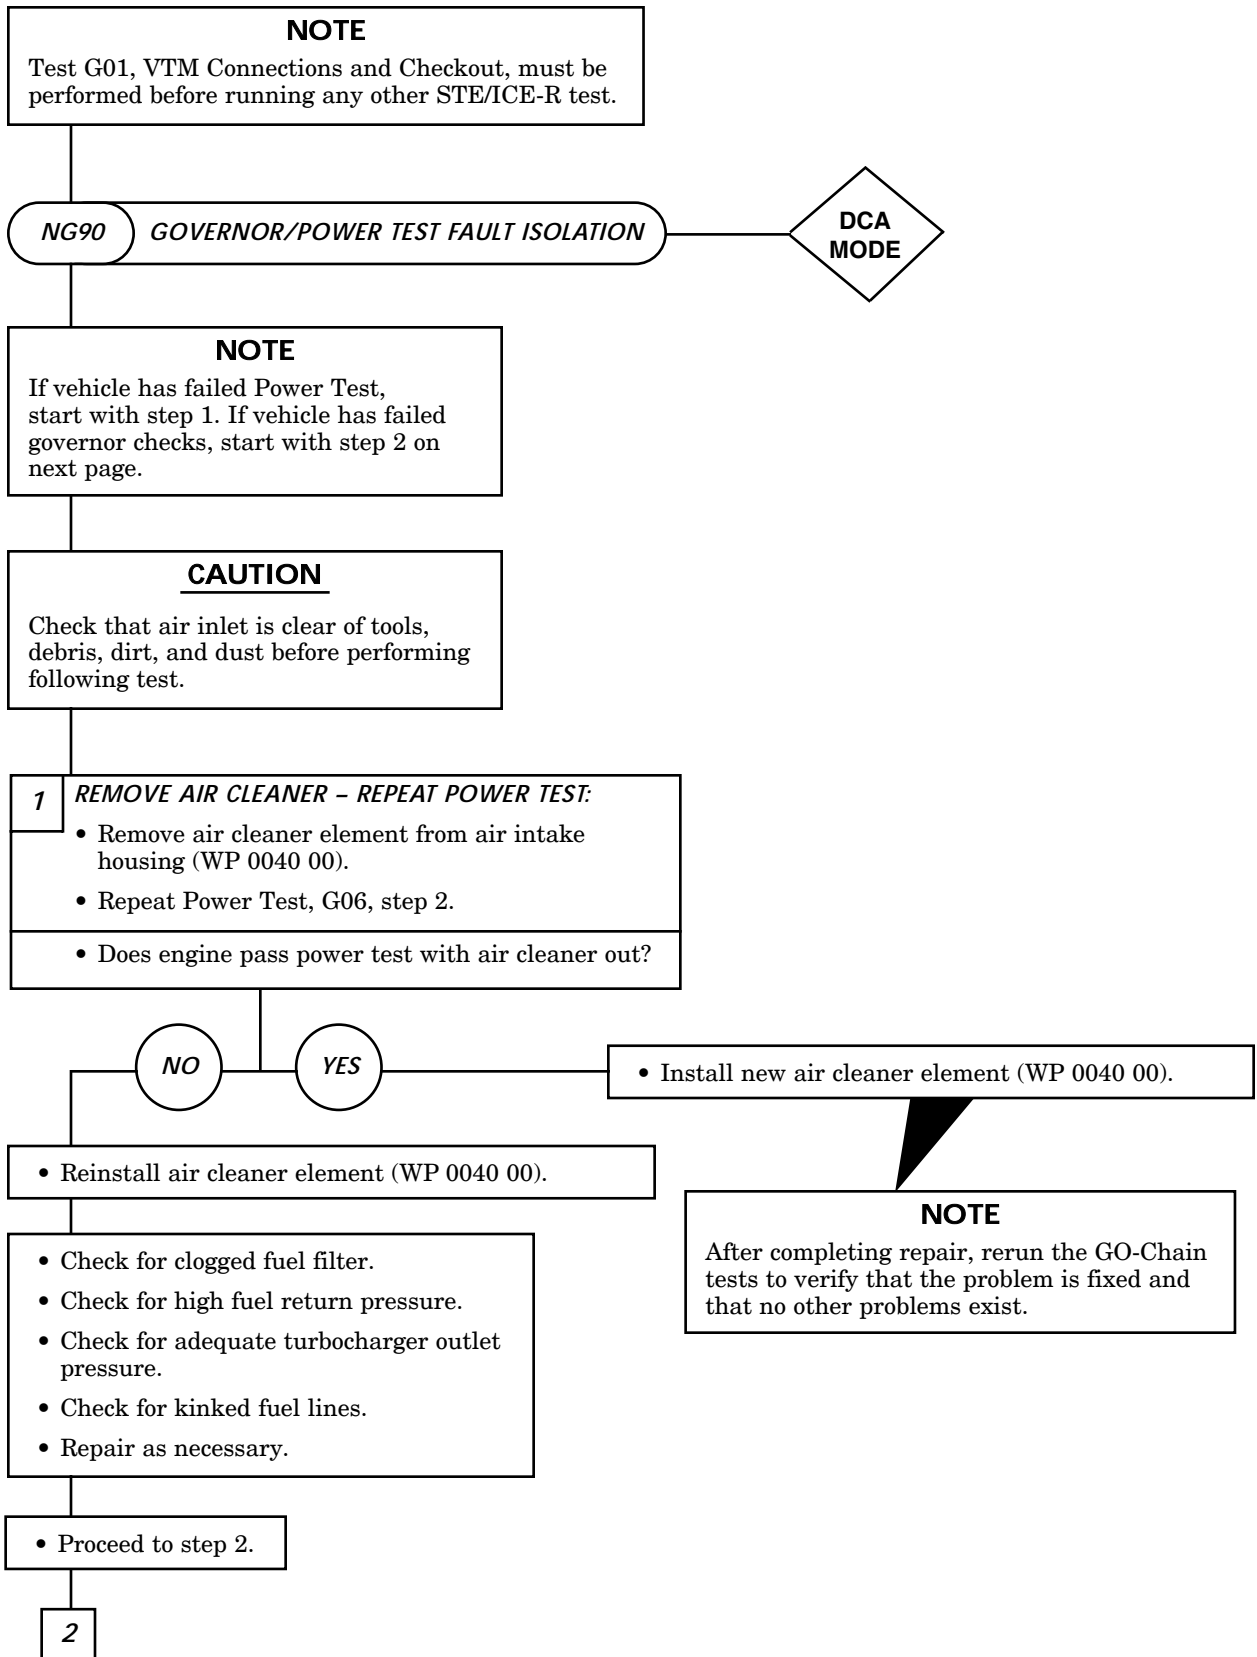 NOTE
Test G01, VTM Connections and Checkout, must be
performed before running any other STE/ICE-R test.
NG90 GOVERNOR/POWER TEST FAULT ISOLATION
DCA
MODE
NOTE
If vehicle has failed Power Test,
start with step 1. If vehicle has failed
governor checks, start with step 2 on
next page.
CAUTION
Check that air inlet is clear of tools,
debris, dirt, and dust before performing
following test.
1 REMOVE AIR CLEANER – REPEAT POWER TEST:
• Remove air cleaner element from air intake
housing (WP 0040 00).
• Repeat Power Test, G06, step 2.
• Does engine pass power test with air cleaner out?
NO
YES
• Install new air cleaner element (WP 0040 00).
NOTE
After completing repair, rerun the GO-Chain
tests to verify that the problem is fixed and
that no other problems exist.
• Reinstall air cleaner element (WP 0040 00).
• Check for clogged fuel filter.
• Check for high fuel return pressure.
• Check for adequate turbocharger outlet
pressure.
• Check for kinked fuel lines.
• Repair as necessary.
• Proceed to step 2.
2